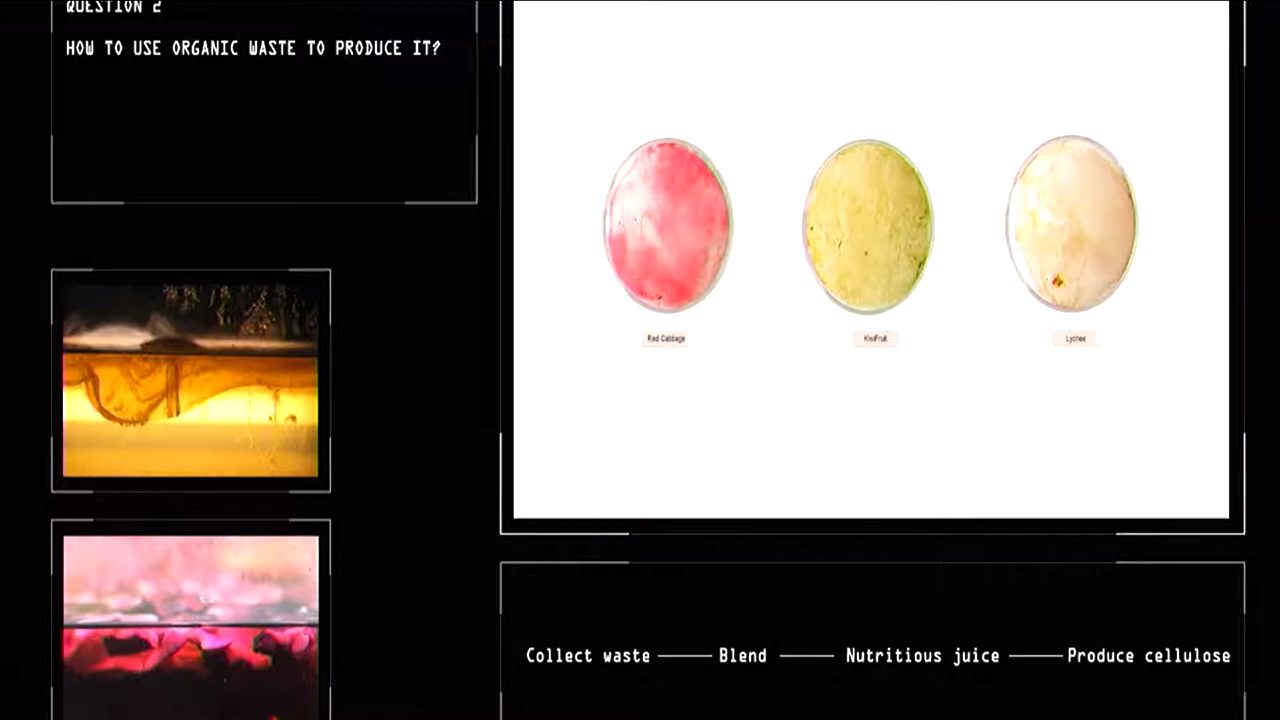 QUESTION 2
HOW TO USE ORGANIC WASTE TO PRODUCE IT?
Red Cabbage
KiwiFruit
Lychee
Collect waste Blend Nutritious juice Produce cellulose